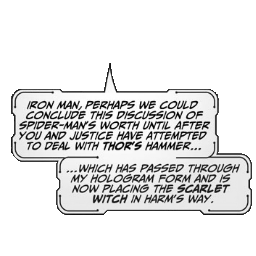 IRON MAN, PERHAPS WE COULD
CONCLUDE THIS DISCUSSION OF
SPIDER-MAN'S WORTH UNTIL AFTER
YOU AND JUSTICE HAVE ATTEMPTED
TO DEAL WITH THOR'S HAMMER...
...WHICH HAS PASSED THROUGH
MY HOLOGRAM FORM AND IS
NOW PLACING THE SCARLET
WITCH IN HARM'S WAY.